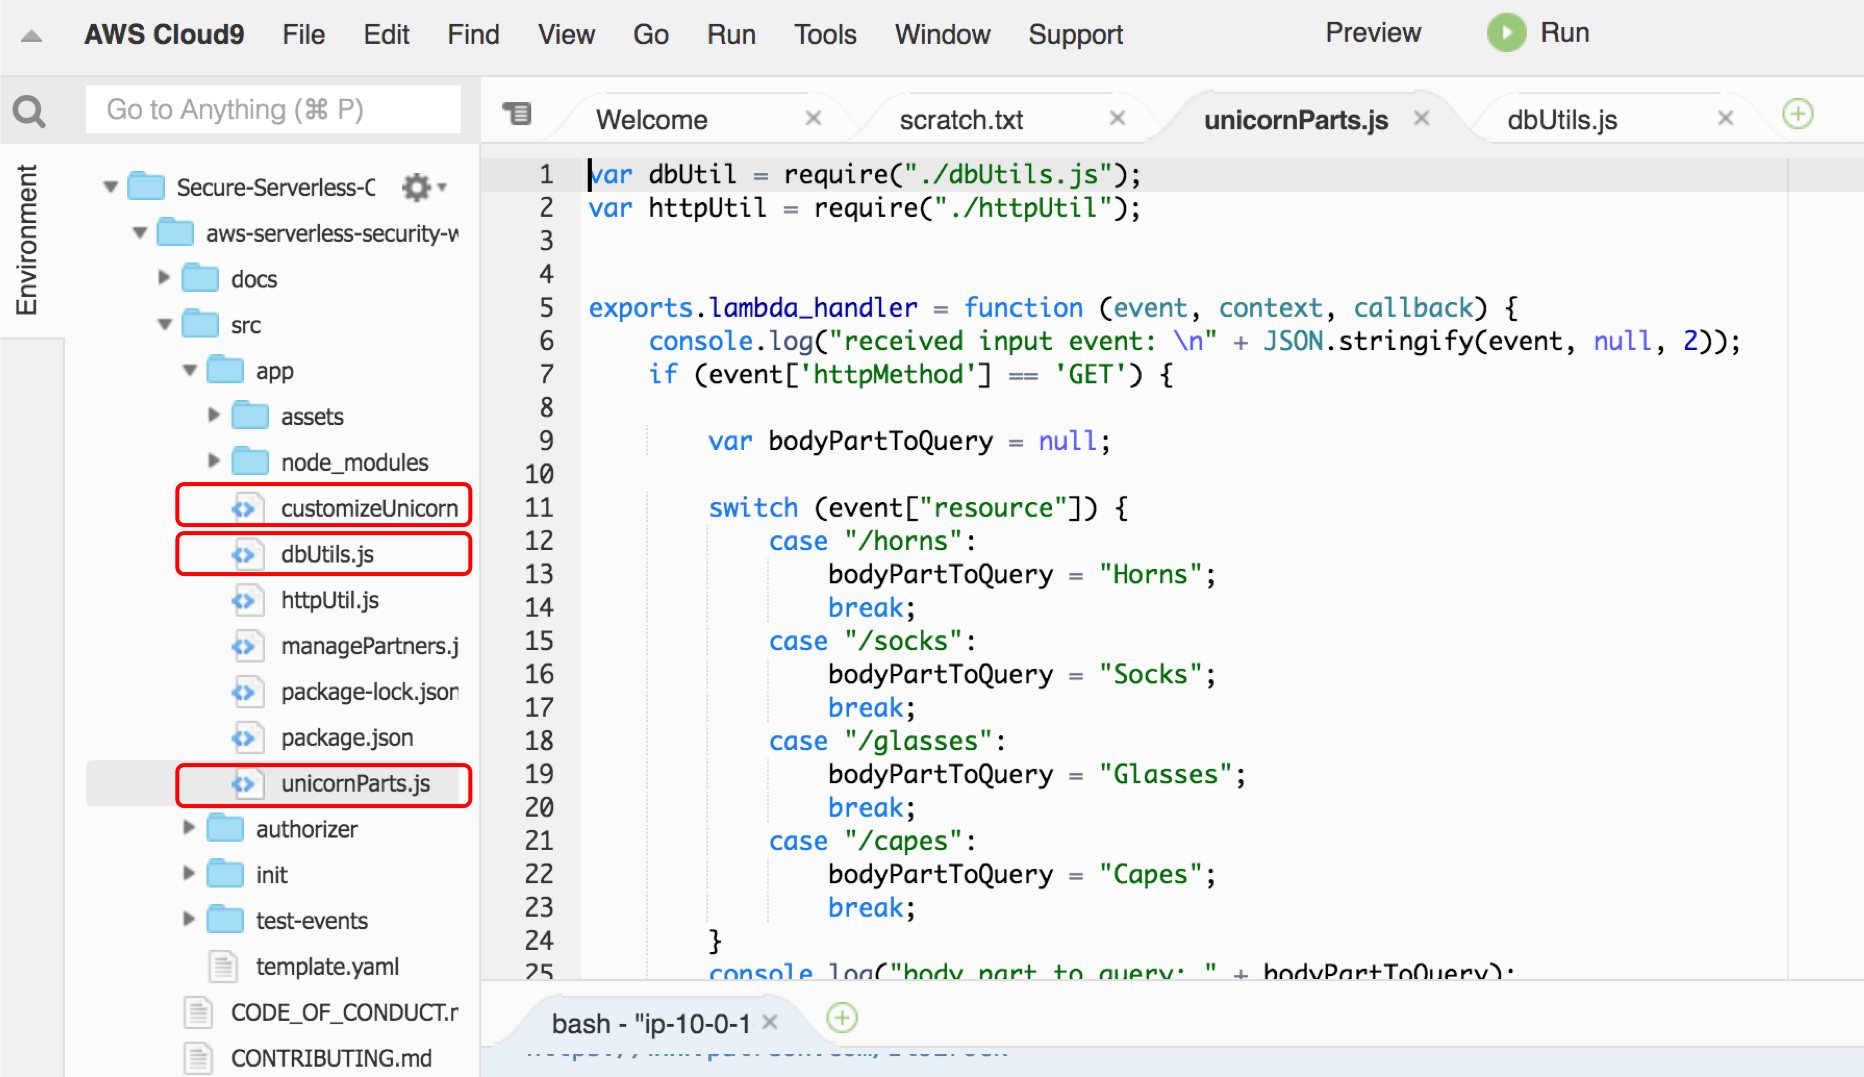 AWS Cloud9 File Edit Find View Go Run Tools Window Support Preview Run
Go to Anything (⌘ P)
Welcome scratch.txt unicornParts.js dbUtils.js
Environment
Secure-Serverless-C
aws-serverless-security-w
docs
src
app
assets
node_modules
customizeUnicorn
dbUtils.js
httpUtil.js
managePartners.j
package-lock.json
package.json
unicornParts.js
authorizer
init
test-events
template.yaml
CODE_OF_CONDUCT.r
CONTRIBUTING.md
1 var dbUtil = require("./dbUtils.js");
2 var httpUtil = require("./httpUtil");
3
4
5 exports.lambda_handler = function (event, context, callback) {
6     console.log("received input event: \n" + JSON.stringify(event, null, 2));
7     if (event['httpMethod'] == 'GET') {
8
9         var bodyPartToQuery = null;
10
11         switch (event["resource"]) {
12             case "/horns":
13                 bodyPartToQuery = "Horns";
14                 break;
15             case "/socks":
16                 bodyPartToQuery = "Socks";
17                 break;
18             case "/glasses":
19                 bodyPartToQuery = "Glasses";
20                 break;
21             case "/capes":
22                 bodyPartToQuery = "Capes";
23                 break;
24         }
25         console.log("body part to query: " + bodyPartToQuery);
bash - "ip-10-0-1